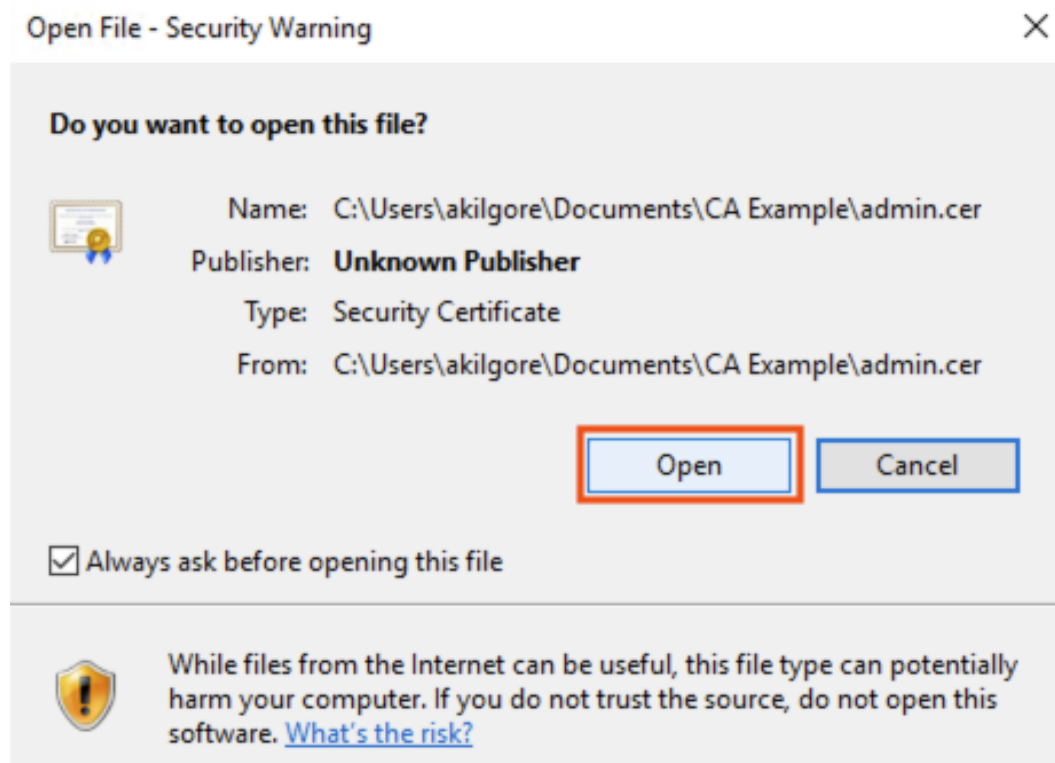 Open File - Security Warning
Do you want to open this file?
Name: C:\Users\akilgore\Documents\CA Example\admin.cer
Publisher: Unknown Publisher
Type: Security Certificate
From: C:\Users\akilgore\Documents\CA Example\admin.cer
Open Cancel
Always ask before opening this file
While files from the Internet can be useful, this file type can potentially
harm your computer. If you do not trust the source, do not open this
software. What's the risk?